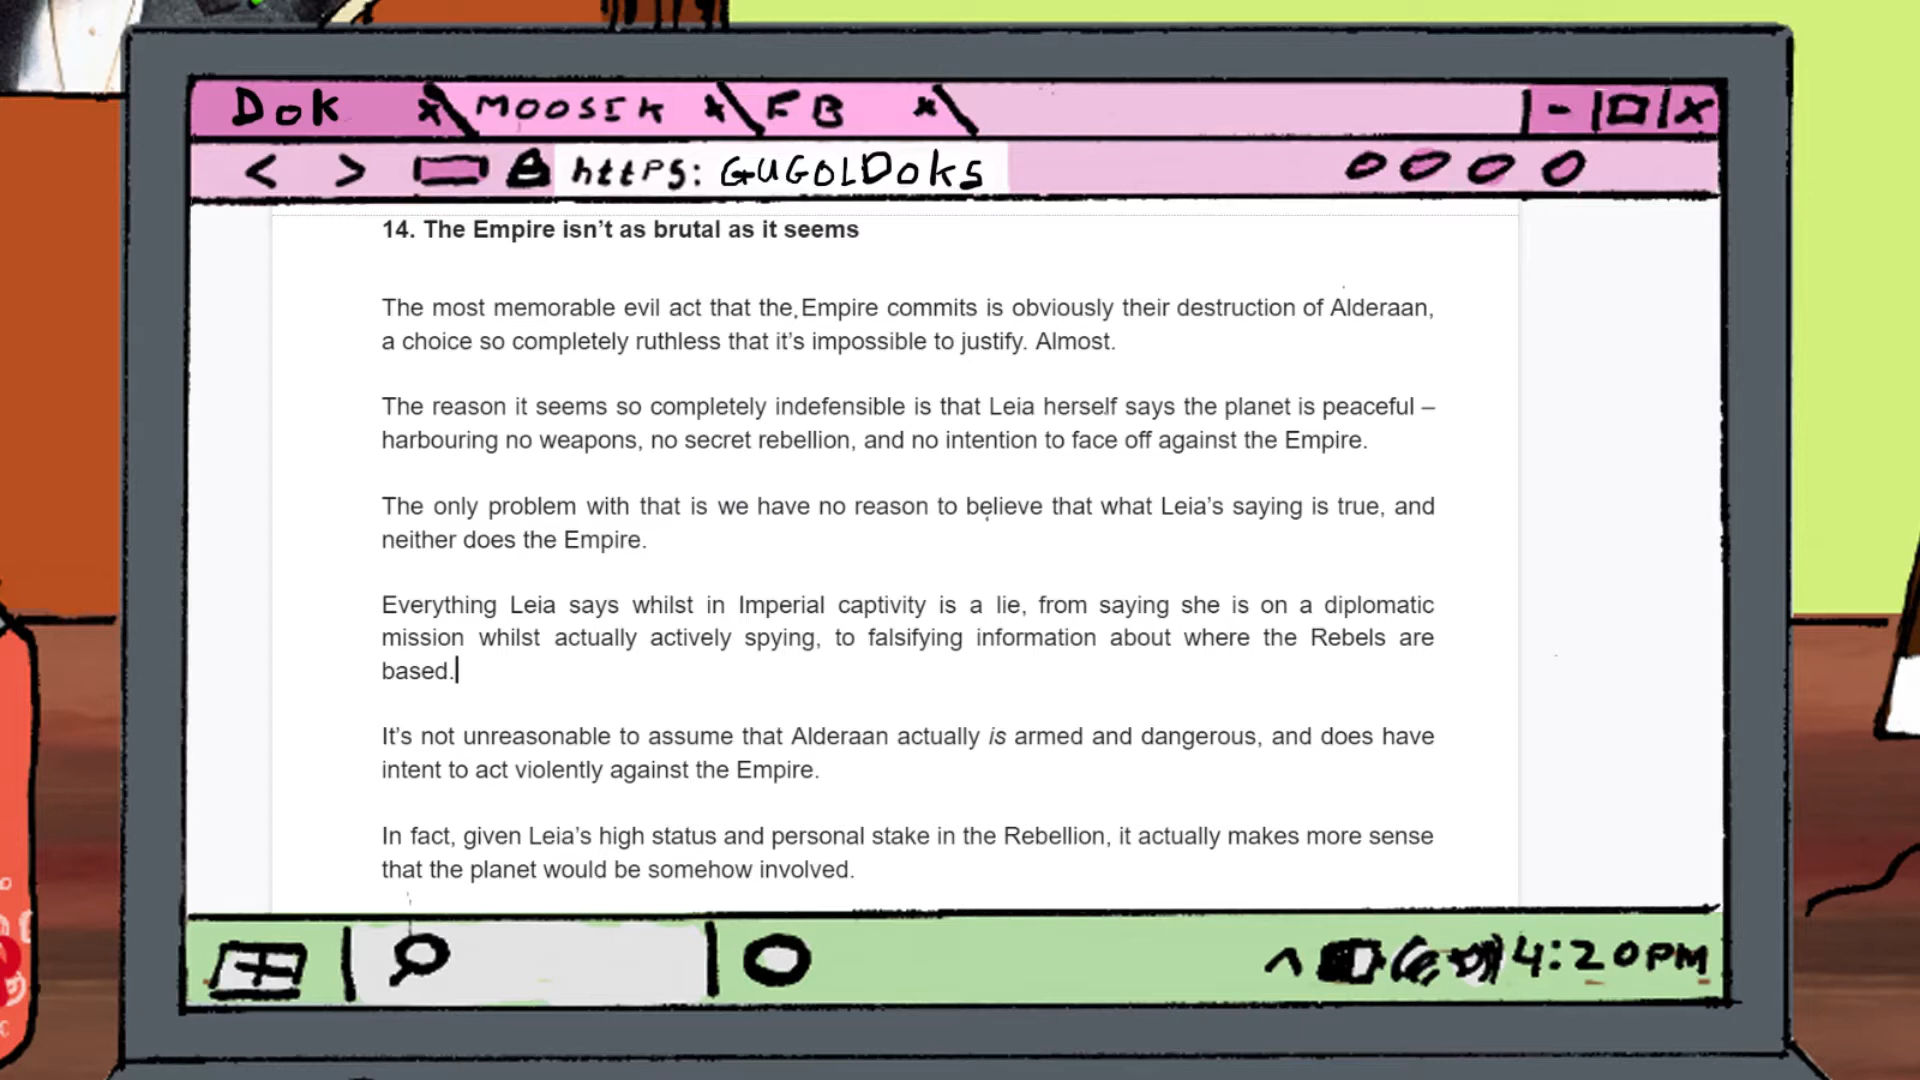 Dok x MOOSIK x FB x - x
< > https: GUGOLDoks
14. The Empire isn’t as brutal as it seems
The most memorable evil act that the Empire commits is obviously their destruction of Alderaan,
a choice so completely ruthless that it’s impossible to justify. Almost.
The reason it seems so completely indefensible is that Leia herself says the planet is peaceful –
harbouring no weapons, no secret rebellion, and no intention to face off against the Empire.
The only problem with that is we have no reason to believe that what Leia’s saying is true, and
neither does the Empire.
Everything Leia says whilst in Imperial captivity is a lie, from saying she is on a diplomatic
mission whilst actually actively spying, to falsifying information about where the Rebels are
based.
It’s not unreasonable to assume that Alderaan actually is armed and dangerous, and does have
intent to act violently against the Empire.
In fact, given Leia’s high status and personal stake in the Rebellion, it actually makes more sense
that the planet would be somehow involved.
4:20PM